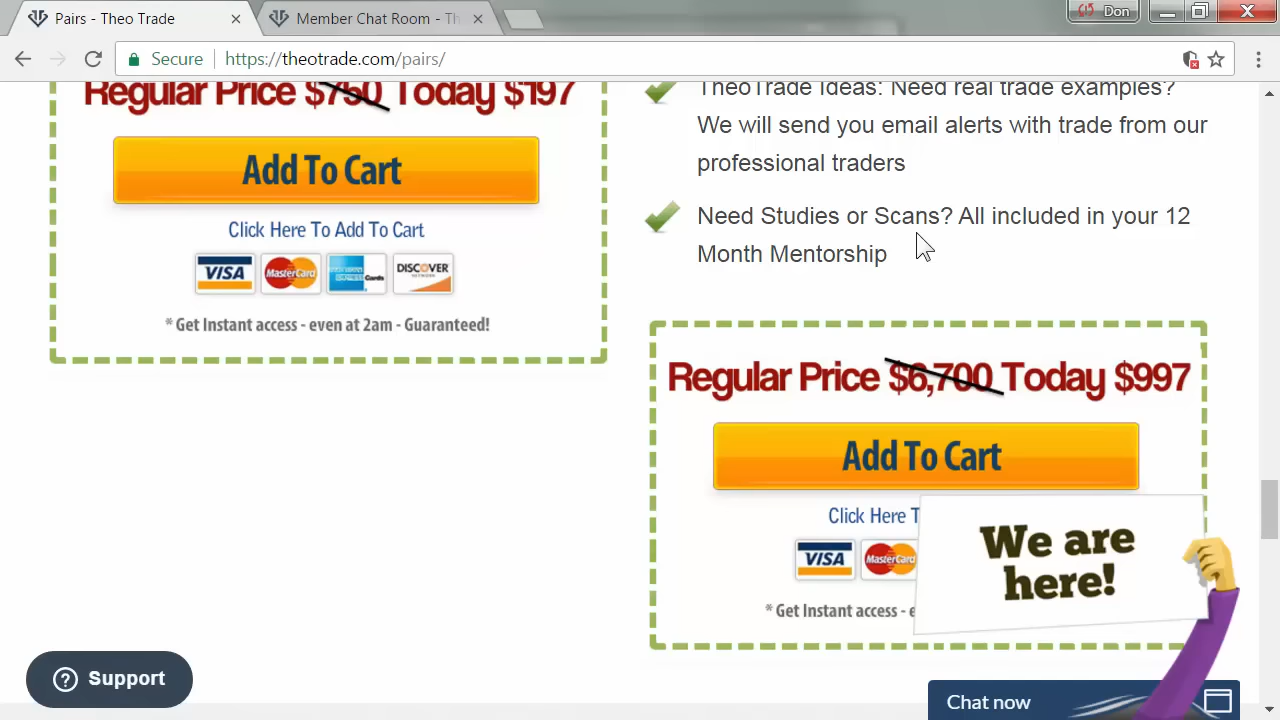 Pairs - Theo Trade
Member Chat Room - Th
Don
Secure
https://theotrade.com/pairs/
Regular Price $750 Today $197
Add To Cart
Click Here To Add To Cart
VISA
MasterCard
AMERICAN EXPRESS Cards
DISCOVER
NETWORK
* Get Instant access - even at 2am - Guaranteed!
TheoTrade Ideas: Need real trade examples?
We will send you email alerts with trade from our
professional traders
Need Studies or Scans? All included in your 12
Month Mentorship
Regular Price $6,700 Today $997
Add To Cart
Click Here T
VISA
MasterCard
* Get Instant access - e
We are
here!
Support
Chat now